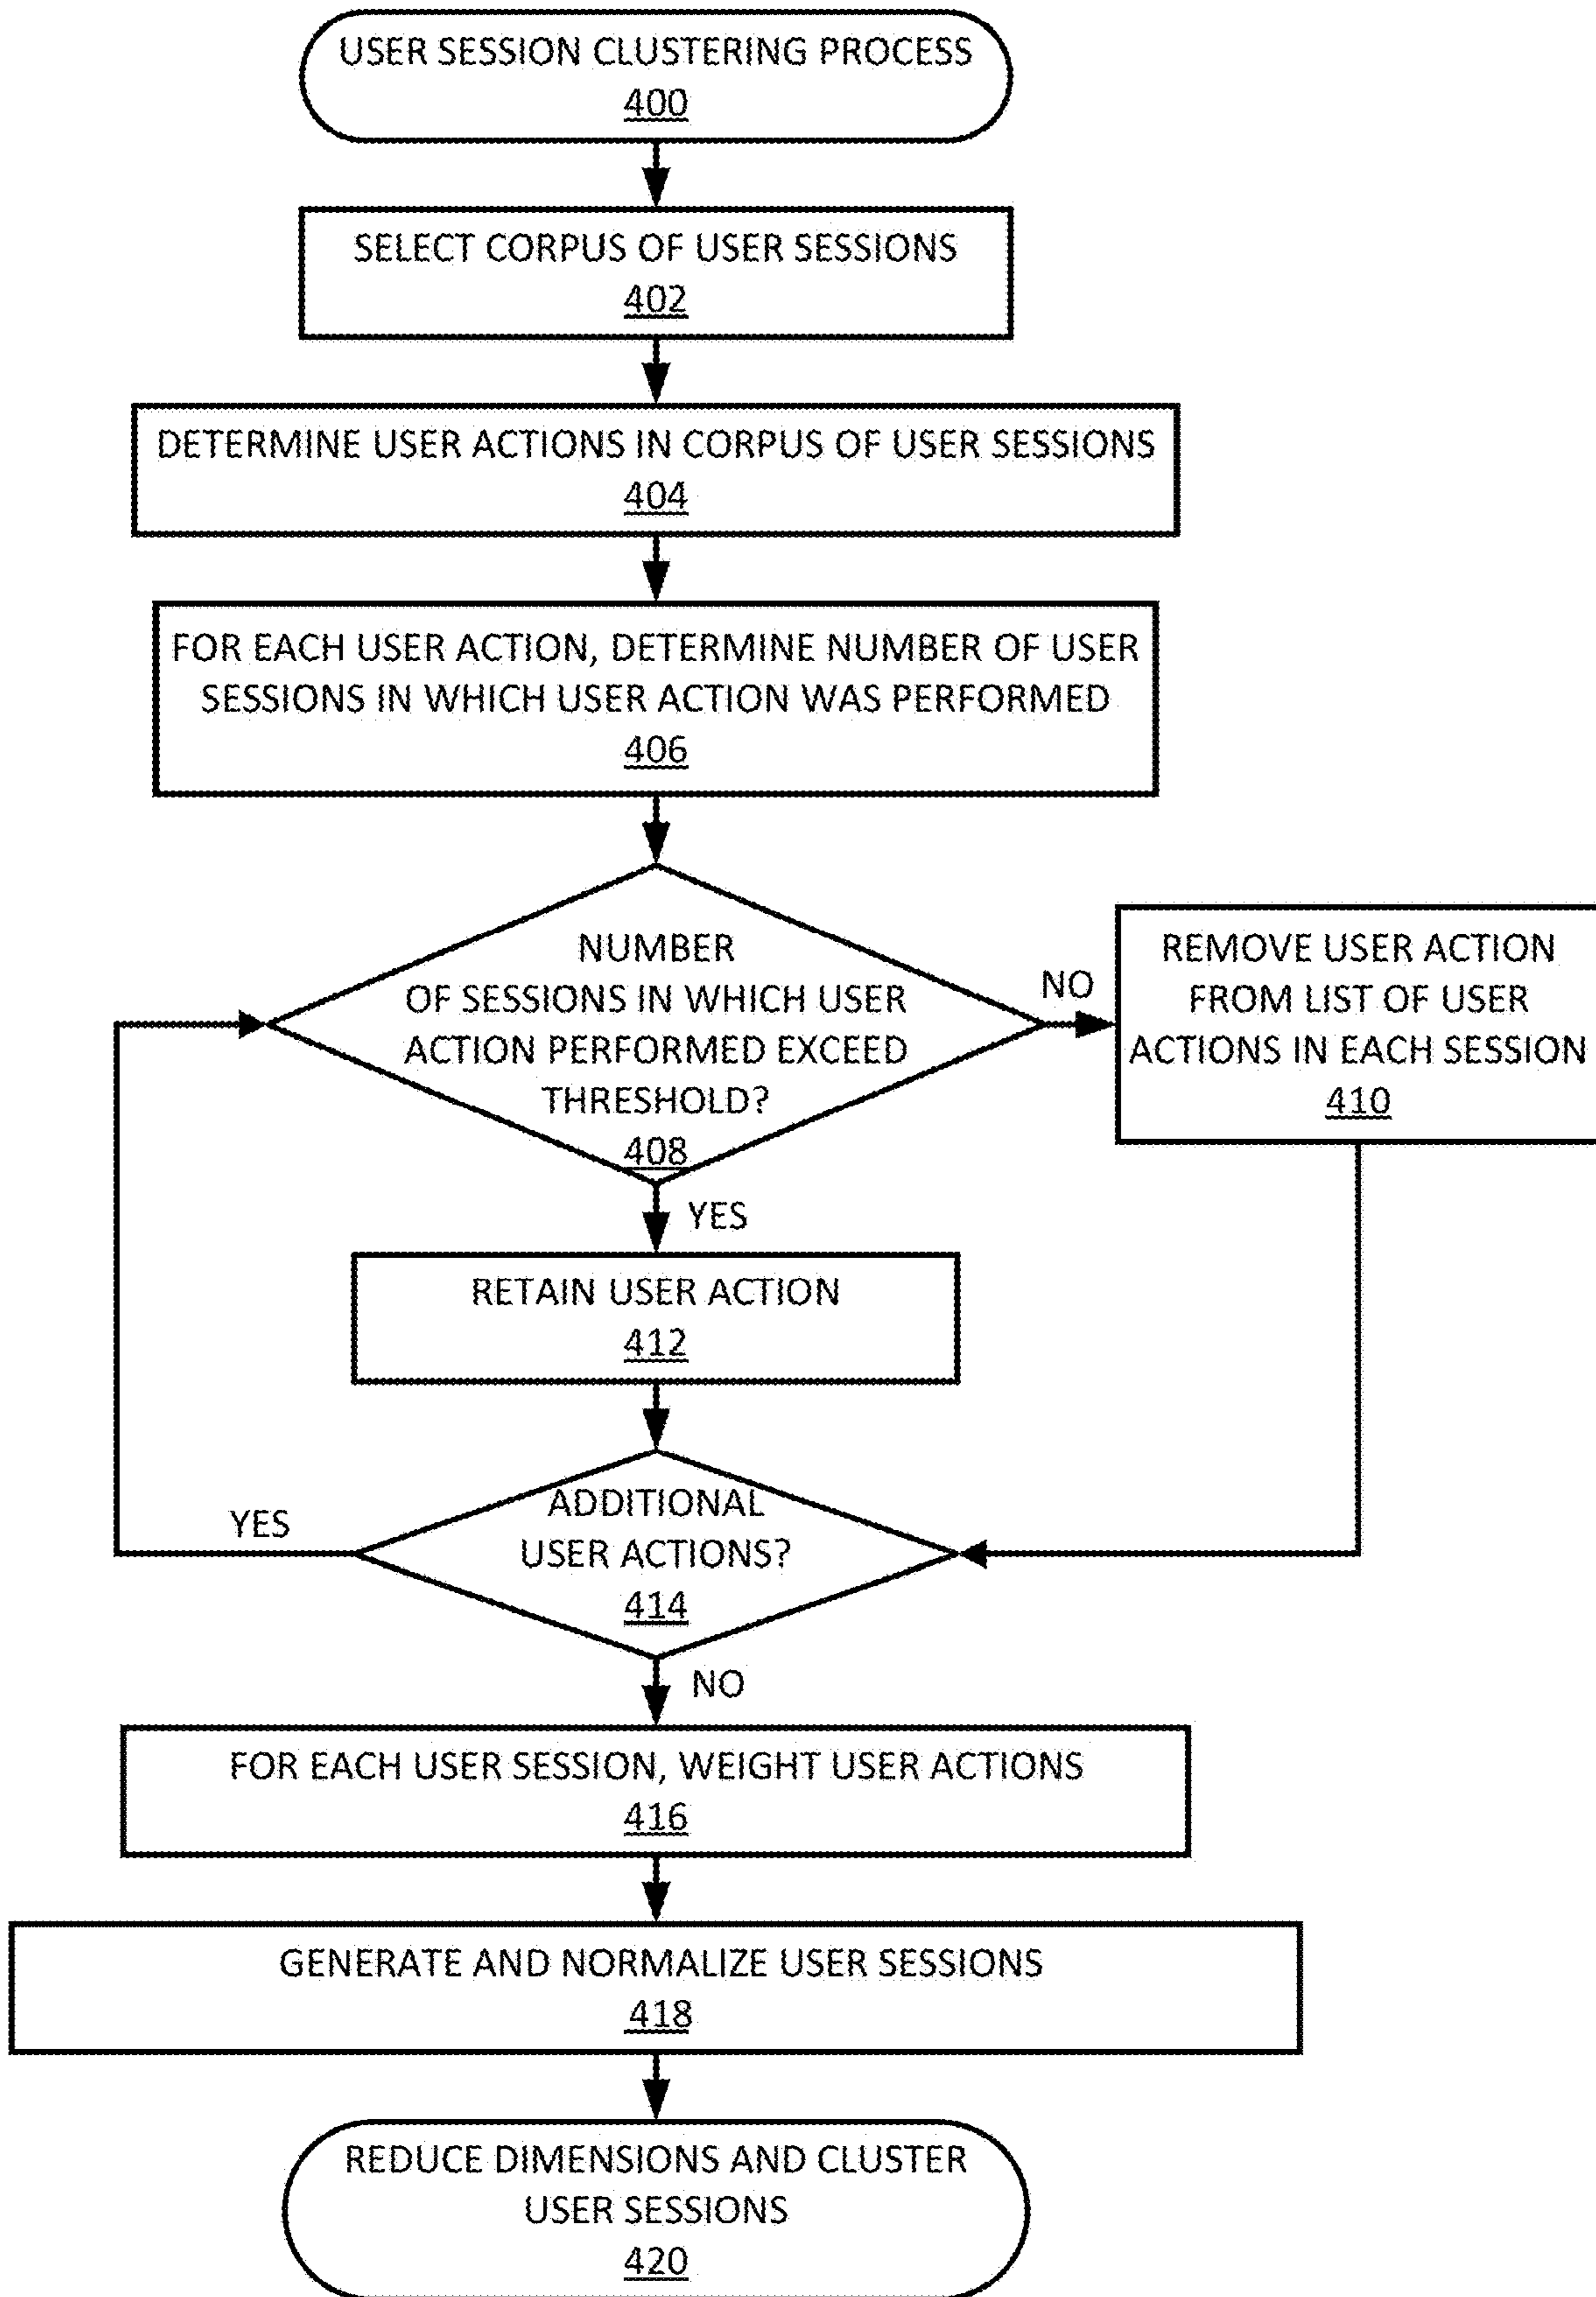 USER SESSION CLUSTERING PROCESS
400
SELECT CORPUS OF USER SESSIONS
402
DETERMINE USER ACTIONS IN CORPUS OF USER SESSIONS
404
FOR EACH USER ACTION, DETERMINE NUMBER OF USER
SESSIONS IN WHICH USER ACTION WAS PERFORMED
406
NUMBER
OF SESSIONS IN WHICH USER
ACTION PERFORMED EXCEED
THRESHOLD?
408
NO
REMOVE USER ACTION
FROM LIST OF USER
ACTIONS IN EACH SESSION
410
YES
RETAIN USER ACTION
412
ADDITIONAL
USER ACTIONS?
414
YES
NO
FOR EACH USER SESSION, WEIGHT USER ACTIONS
416
GENERATE AND NORMALIZE USER SESSIONS
418
REDUCE DIMENSIONS AND CLUSTER
USER SESSIONS
420